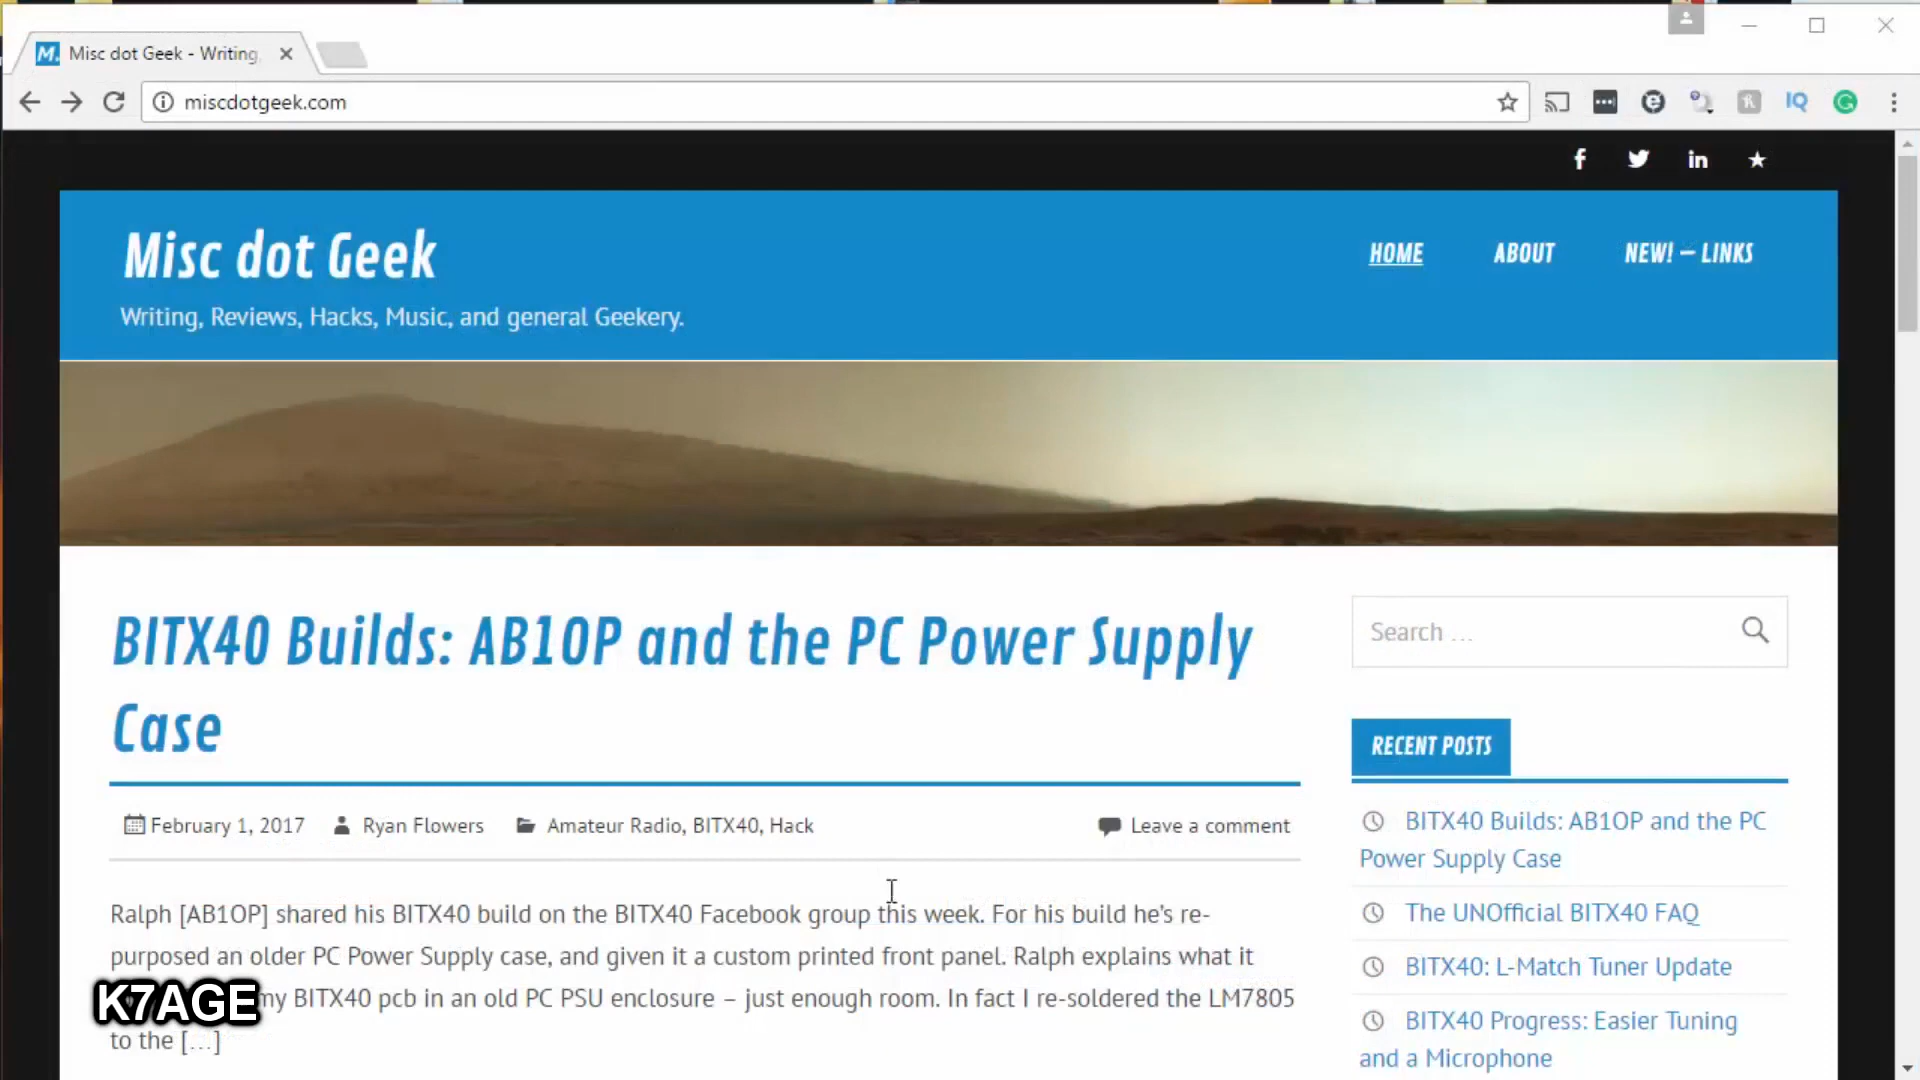 Misc dot Geek - Writing,
miscdotgeek.com
Misc dot Geek
Writing, Reviews, Hacks, Music, and general Geekery.
HOME
ABOUT
NEW! – LINKS
BITX40 Builds: AB1OP and the PC Power Supply
Case
February 1, 2017
Ryan Flowers
Amateur Radio, BITX40, Hack
Leave a comment
Ralph [AB1OP] shared his BITX40 build on the BITX40 Facebook group this week. For his build he's re-
purposed an older PC Power Supply case, and given it a custom printed front panel. Ralph explains what it
my BITX40 pcb in an old PC PSU enclosure – just enough room. In fact I re-soldered the LM7805
to the [...]
K7AGE
Search ...
RECENT POSTS
BITX40 Builds: AB1OP and the PC
Power Supply Case
The UNOfficial BITX40 FAQ
BITX40: L-Match Tuner Update
BITX40 Progress: Easier Tuning
and a Microphone